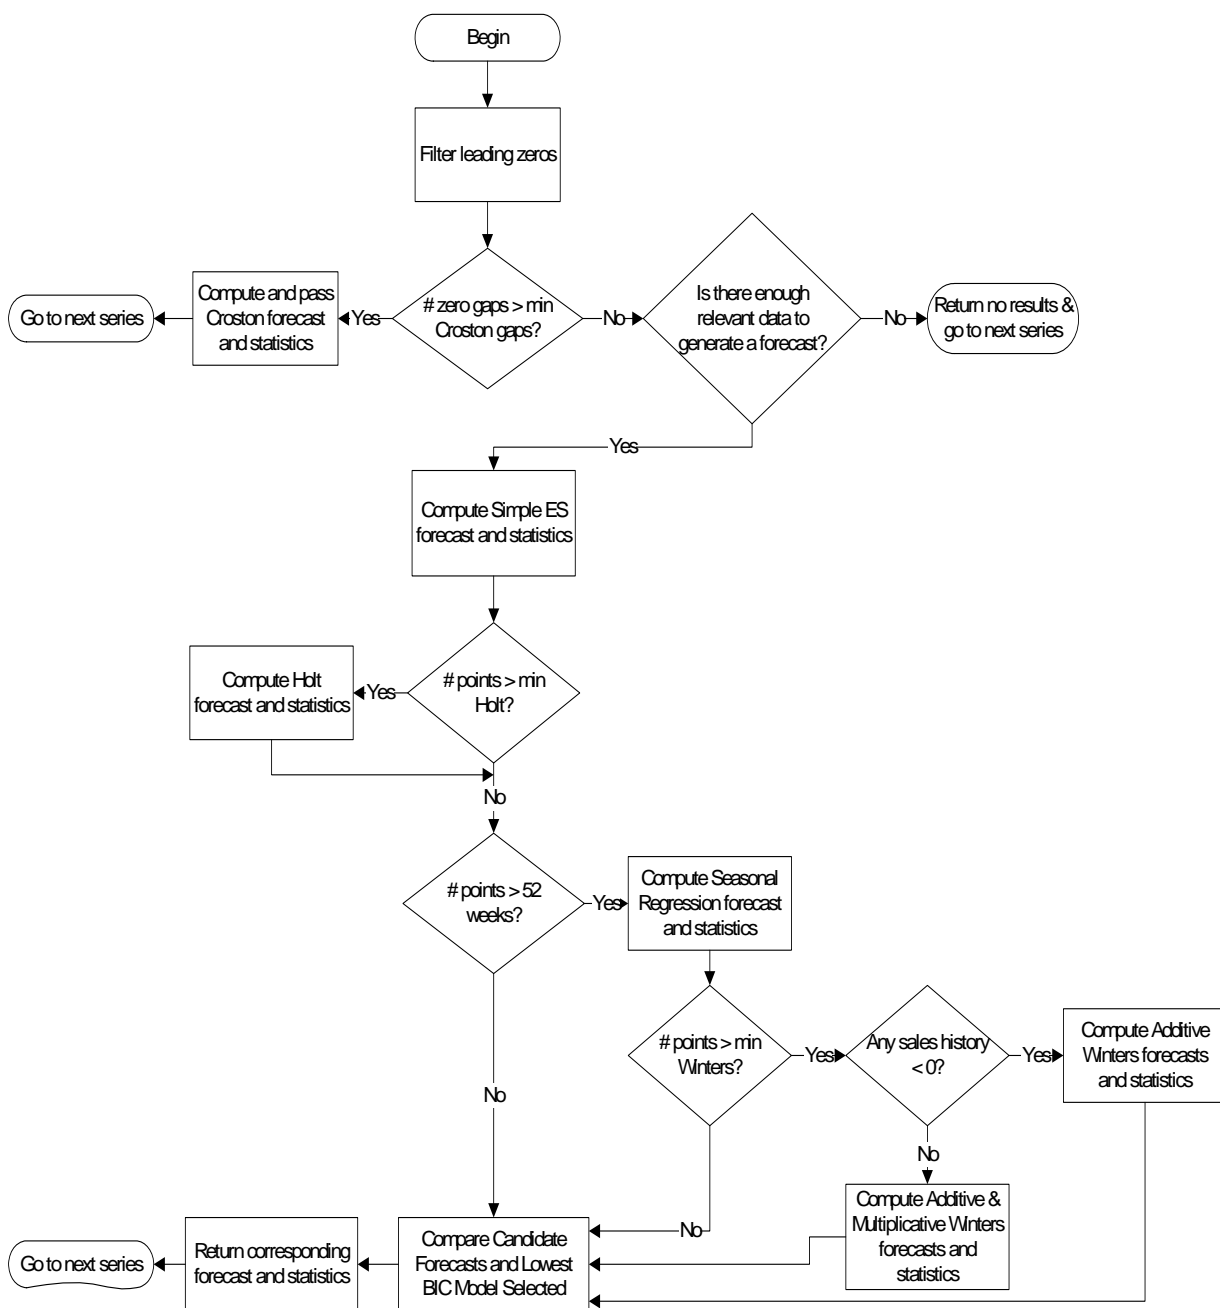 Begin
Filter leading zeros
# zero gaps > min
Croston gaps?
Yes
Compute and pass
Croston forecast
and statistics
Go to next series
No
Is there enough
relevant data to
generate a forecast?
No
Return no results &
go to next series
Yes
Compute Simple ES
forecast and statistics
# points > min
Holt?
Yes
Compute Holt
forecast and statistics
No
# points > 52
weeks?
Yes
Compute Seasonal
Regression forecast
and statistics
# points > min
Winters?
Yes
Any sales history
< 0?
Yes
Compute Additive
Winters forecasts
and statistics
No
No
Compute Additive &
Multiplicative Winters
forecasts and
statistics
No
Compare Candidate
Forecasts and Lowest
BIC Model Selected
Return corresponding
forecast and statistics
Go to next series